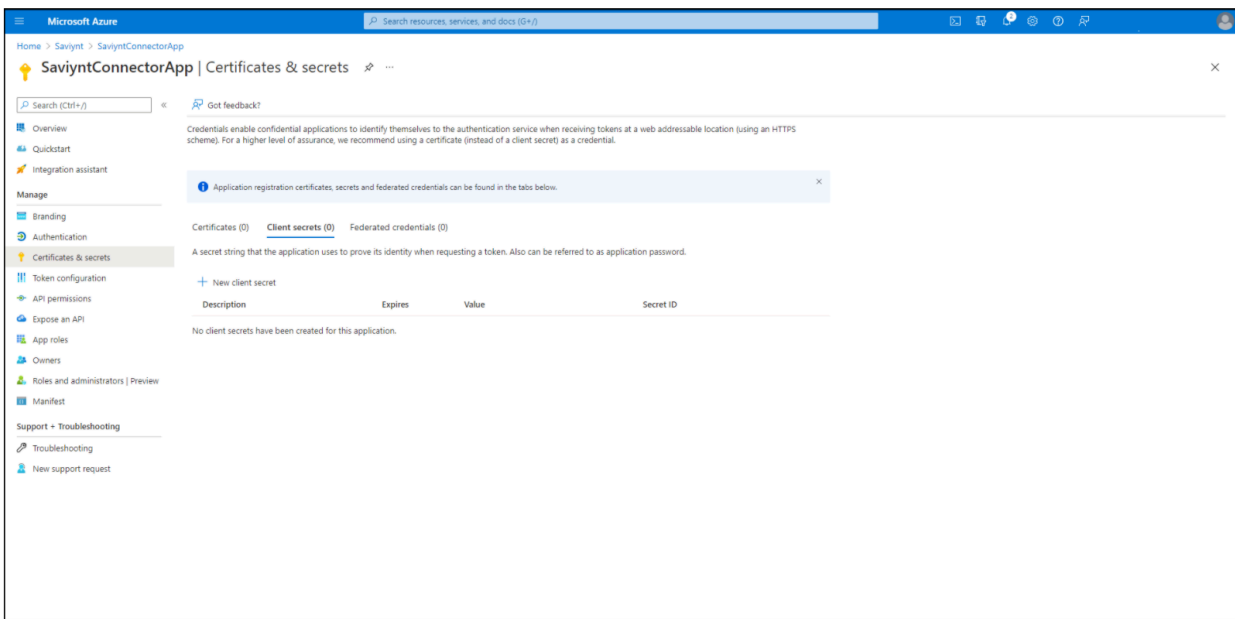 Microsoft Azure
Search resources, services, and docs (G+/)
2
Home > Saviynt > SaviyntConnectorApp
SaviyntConnectorApp | Certificates & secrets
Search (Ctrl+/)
Got feedback?
Overview
Quickstart
Integration assistant
Manage
Branding
Authentication
Certificates & secrets
Token configuration
API permissions
Expose an API
App roles
Owners
Roles and administrators | Preview
Manifest
Support + Troubleshooting
Troubleshooting
New support request
Credentials enable confidential applications to identify themselves to the authentication service when receiving tokens at a web addressable location (using an HTTPS
scheme). For a higher level of assurance, we recommend using a certificate (instead of a client secret) as a credential.
Application registration certificates, secrets and federated credentials can be found in the tabs below.
Certificates (0) Client secrets (0) Federated credentials (0)
A secret string that the application uses to prove its identity when requesting a token. Also can be referred to as application password.
New client secret
Description Expires Value Secret ID
No client secrets have been created for this application.